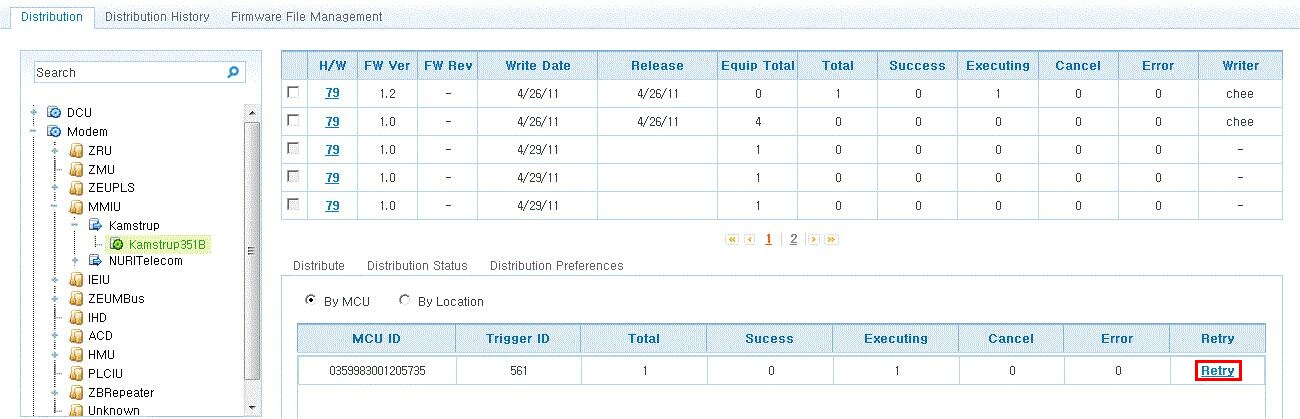 Distribution Distribution History Firmware File Management
Search
DCU
Modem
ZRU
ZMU
ZEUPLS
MMIU
Kamstrup
Kamstrup351B
NURITelecom
IEIU
ZEUMBus
IHD
ACD
HMU
PLCIU
ZBRepeater
Unknown
H/W FW Ver FW Rev Write Date Release Equip Total Total Success Executing Cancel Error Writer
79 1.2 - 4/26/11 4/26/11 0 1 0 1 0 0 chee
79 1.0 - 4/26/11 4/26/11 4 0 0 0 0 0 chee
79 1.0 - 4/29/11 1 0 0 0 0 0 -
79 1.0 - 4/29/11 1 0 0 0 0 0 -
79 1.0 - 4/29/11 1 0 0 0 0 0 -
1 | 2
Distribute Distribution Status Distribution Preferences
By MCU By Location
MCU ID Trigger ID Total Sucess Executing Cancel Error Retry
0359983001205735 561 1 0 1 0 0 Retry